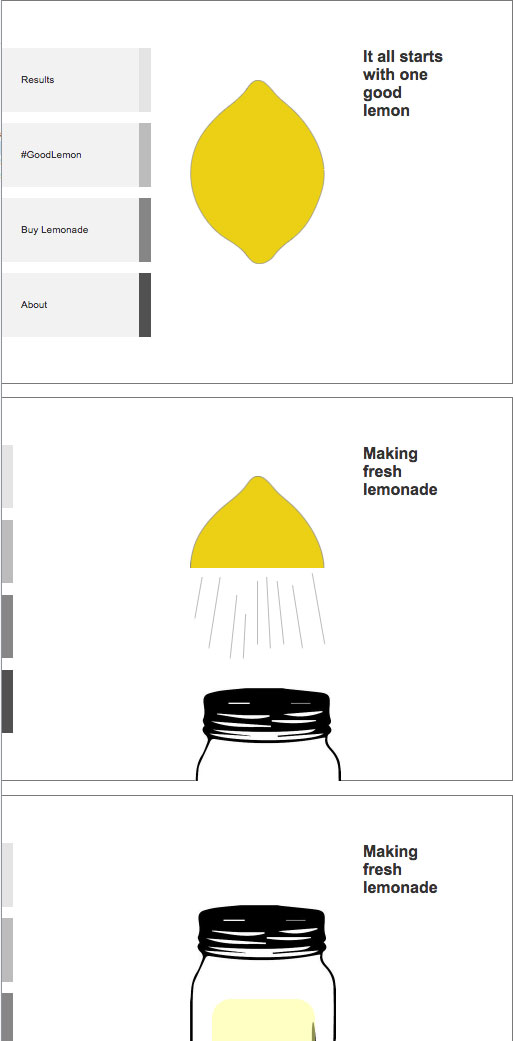 It all starts
with one
good
lemon
Results
#GoodLemon
Buy Lemonade
About
Making
fresh
lemonade
Making
fresh
lemonade